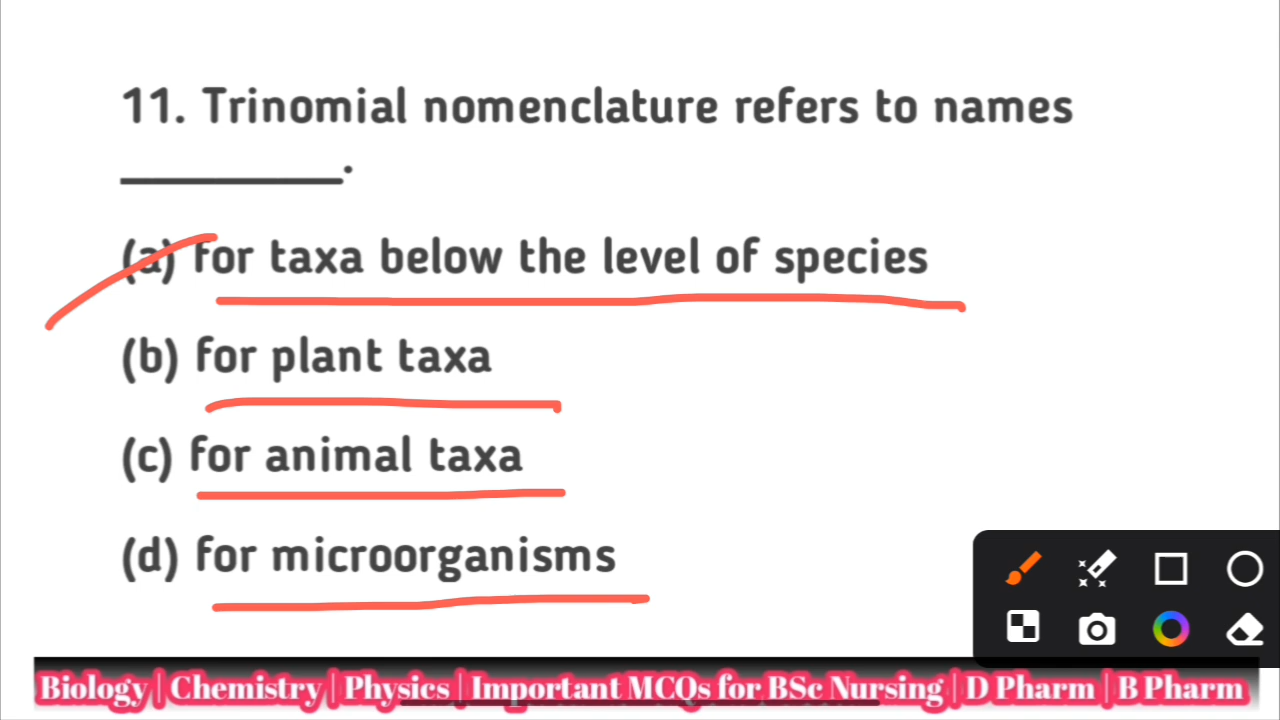 11. Trinomial nomenclature refers to names
__________.
(a) for taxa below the level of species
(b) for plant taxa
(c) for animal taxa
(d) for microorganisms
Biology | Chemistry | Physics | Important MCQs for BSc Nursing | D Pharm | B Pharm